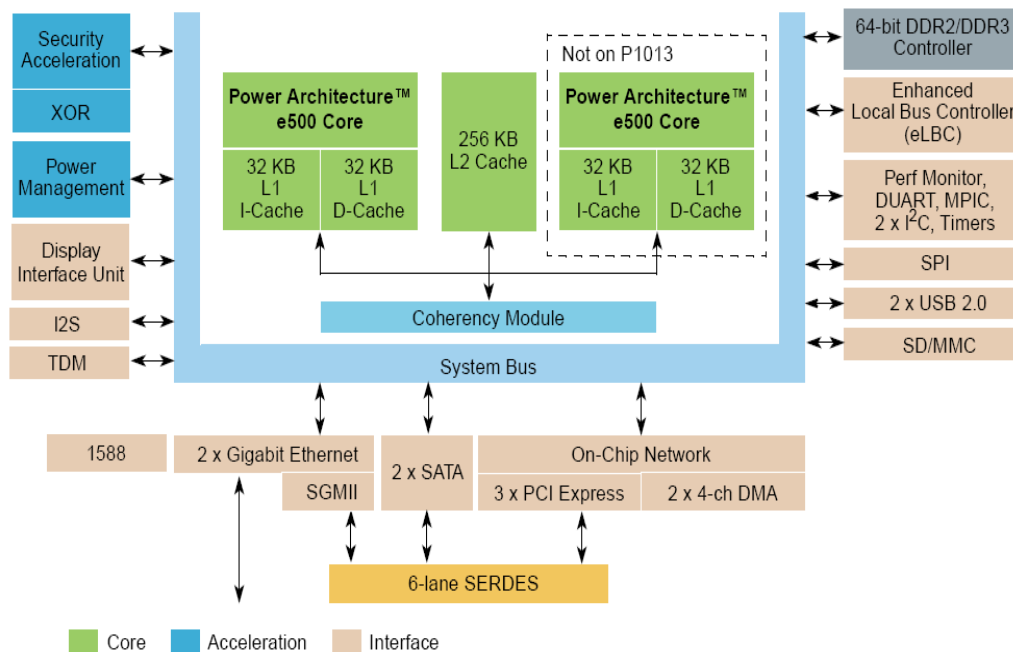 Security
Acceleration
XOR
Power
Management
Display
Interface Unit
I2S
TDM
Not on P1013
Power Architecture™
e500 Core
32 KB
L1
I-Cache
32 KB
L1
D-Cache
256 KB
L2 Cache
Power Architecture™
e500 Core
32 KB
L1
I-Cache
32 KB
L1
D-Cache
Coherency Module
System Bus
64-bit DDR2/DDR3
Controller
Enhanced
Local Bus Controller
(eLBC)
Perf Monitor,
DUART, MPIC,
2 x I²C, Timers
SPI
2 x USB 2.0
SD/MMC
1588
2 x Gigabit Ethernet
SGMII
2 x SATA
On-Chip Network
3 x PCI Express
2 x 4-ch DMA
6-lane SERDES
Core
Acceleration
Interface